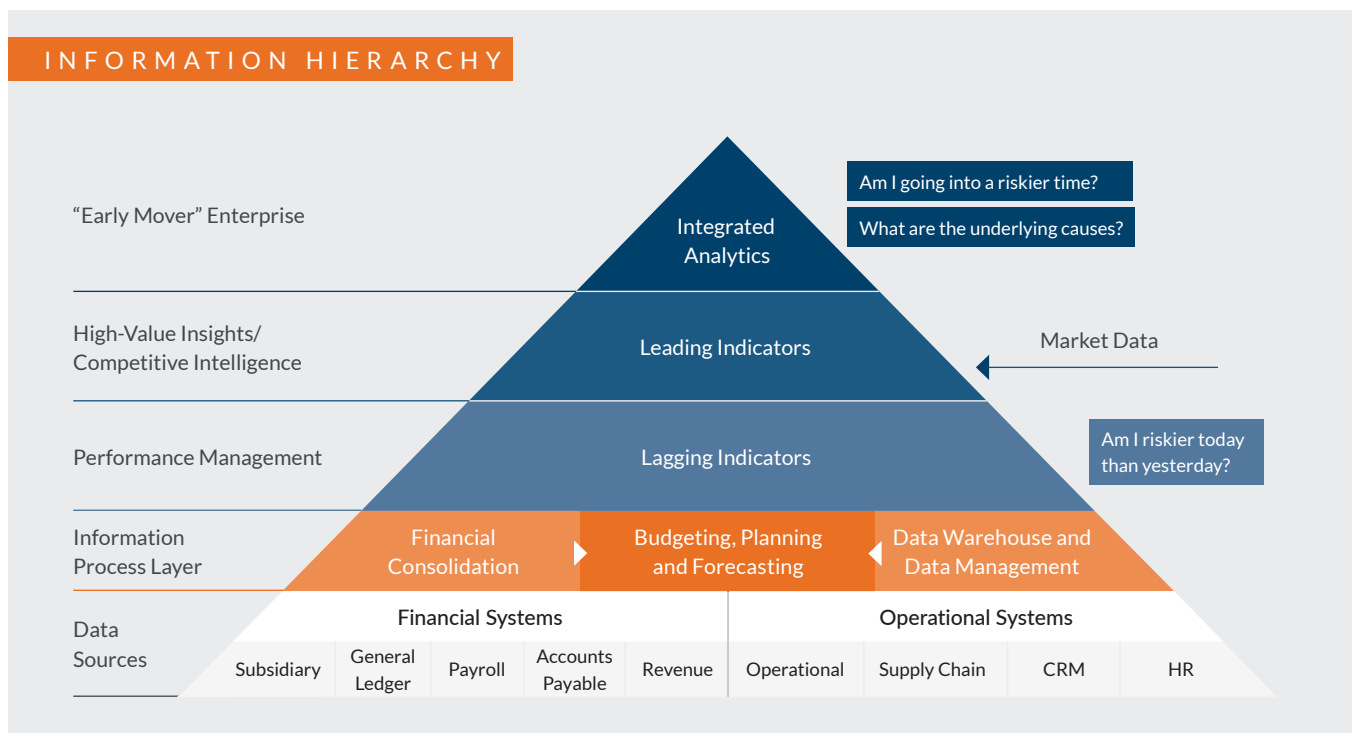 INFORMATION HIERARCHY
“Early Mover” Enterprise
Integrated
Analytics
Am I going into a riskier time?
What are the underlying causes?
High-Value Insights/
Competitive Intelligence
Leading Indicators
Market Data
Performance Management
Lagging Indicators
Am I riskier today
than yesterday?
Information
Process Layer
Financial
Consolidation
Budgeting, Planning
and Forecasting
Data Warehouse and
Data Management
Data
Sources
Financial Systems
Operational Systems
Subsidiary
General
Ledger
Payroll
Accounts
Payable
Revenue
Operational
Supply Chain
CRM
HR